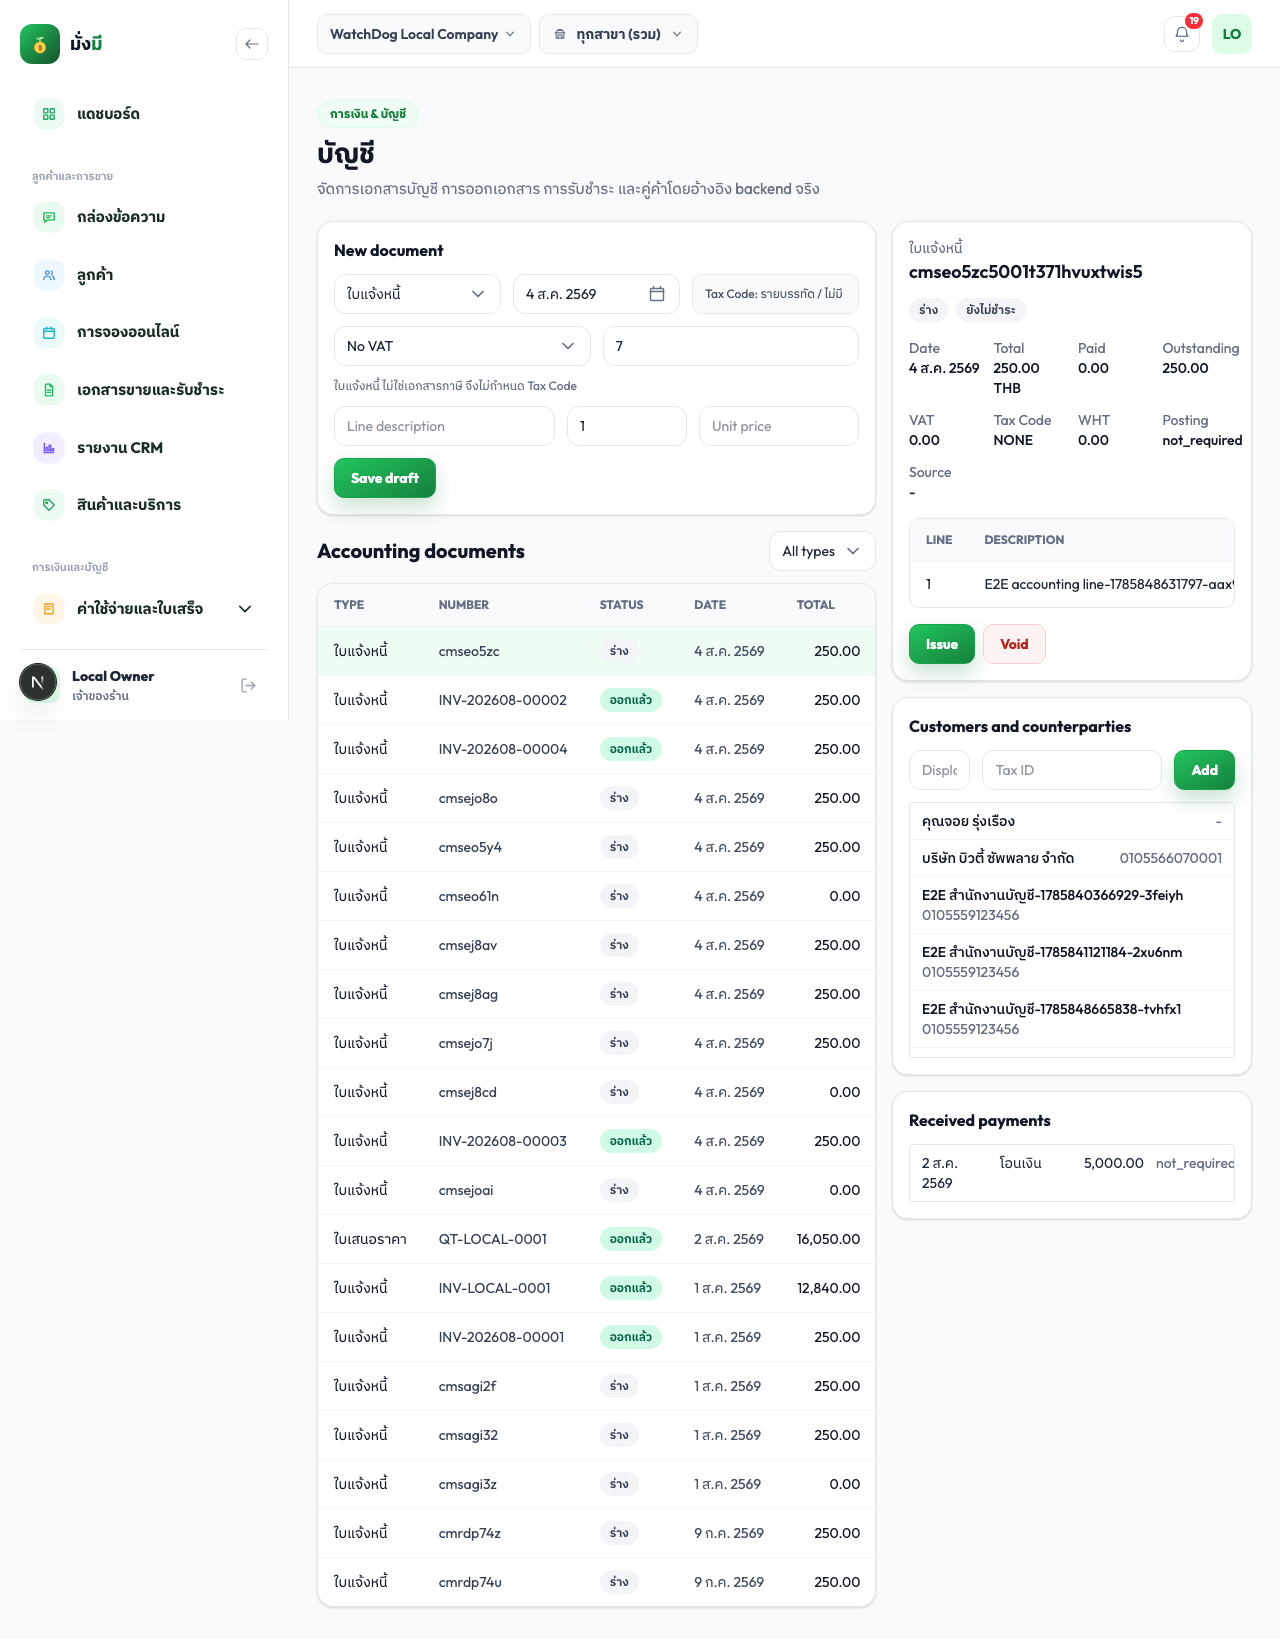 มั่งมี
แดชบอร์ด
ลูกค้าและการขาย
กล่องข้อความ
ลูกค้า
การจองออนไลน์
เอกสารขายและรับชำระ
รายงาน CRM
สินค้าและบริการ
การเงินและบัญชี
ค่าใช้จ่ายและใบเสร็จ
N
Local Owner
เจ้าของร้าน
WatchDog Local Company
ทุกสาขา (รวม)
19
LO
การเงิน & บัญชี
บัญชี
จัดการเอกสารบัญชี การออกเอกสาร การรับชำระ และคู่ค้าโดยอ้างอิง backend จริง
New document
ใบแจ้งหนี้ 4 ส.ค. 2569 Tax Code: รายบรรทัด / ไม่มี
No VAT 7
ใบแจ้งหนี้ ไม่ใช่เอกสารภาษี จึงไม่กำหนด Tax Code
Line description 1 Unit price
Save draft
Accounting documents All types
TYPE NUMBER STATUS DATE TOTAL
ใบแจ้งหนี้ cmseo5zc ร่าง 4 ส.ค. 2569 250.00
ใบแจ้งหนี้ INV-202608-00002 ออกแล้ว 4 ส.ค. 2569 250.00
ใบแจ้งหนี้ INV-202608-00004 ออกแล้ว 4 ส.ค. 2569 250.00
ใบแจ้งหนี้ cmsejo8o ร่าง 4 ส.ค. 2569 250.00
ใบแจ้งหนี้ cmseo5y4 ร่าง 4 ส.ค. 2569 250.00
ใบแจ้งหนี้ cmseo61n ร่าง 4 ส.ค. 2569 0.00
ใบแจ้งหนี้ cmsej8av ร่าง 4 ส.ค. 2569 250.00
ใบแจ้งหนี้ cmsej8ag ร่าง 4 ส.ค. 2569 250.00
ใบแจ้งหนี้ cmsejo7j ร่าง 4 ส.ค. 2569 250.00
ใบแจ้งหนี้ cmsej8cd ร่าง 4 ส.ค. 2569 0.00
ใบแจ้งหนี้ INV-202608-00003 ออกแล้ว 4 ส.ค. 2569 250.00
ใบแจ้งหนี้ cmsejoai ร่าง 4 ส.ค. 2569 0.00
ใบเสนอราคา QT-LOCAL-0001 ออกแล้ว 2 ส.ค. 2569 16,050.00
ใบแจ้งหนี้ INV-LOCAL-0001 ออกแล้ว 1 ส.ค. 2569 12,840.00
ใบแจ้งหนี้ INV-202608-00001 ออกแล้ว 1 ส.ค. 2569 250.00
ใบแจ้งหนี้ cmsagi2f ร่าง 1 ส.ค. 2569 250.00
ใบแจ้งหนี้ cmsagi32 ร่าง 1 ส.ค. 2569 250.00
ใบแจ้งหนี้ cmsagi3z ร่าง 1 ส.ค. 2569 0.00
ใบแจ้งหนี้ cmrdp74z ร่าง 9 ก.ค. 2569 250.00
ใบแจ้งหนี้ cmrdp74u ร่าง 9 ก.ค. 2569 250.00
ใบแจ้งหนี้
cmseo5zc5001t371hvuxtwis5
ร่าง ยังไม่ชำระ
Date Total Paid Outstanding
4 ส.ค. 2569 250.00 THB 0.00 250.00
VAT Tax Code WHT Posting
0.00 NONE 0.00 not_required
Source
-
LINE DESCRIPTION
1 E2E accounting line-1785848631797-aax
Issue Void
Customers and counterparties
Displ Tax ID Add
คุณจอย รุ่งเรือง -
บริษัท บิวตี้ ซัพพลาย จำกัด 0105566070001
E2E สำนักงานบัญชี-1785840366929-3feiyh
0105559123456
E2E สำนักงานบัญชี-1785841121184-2xu6nm
0105559123456
E2E สำนักงานบัญชี-1785848665838-tvhfx1
0105559123456
Received payments
2 ส.ค. 2569 โอนเงิน 5,000.00 not_required